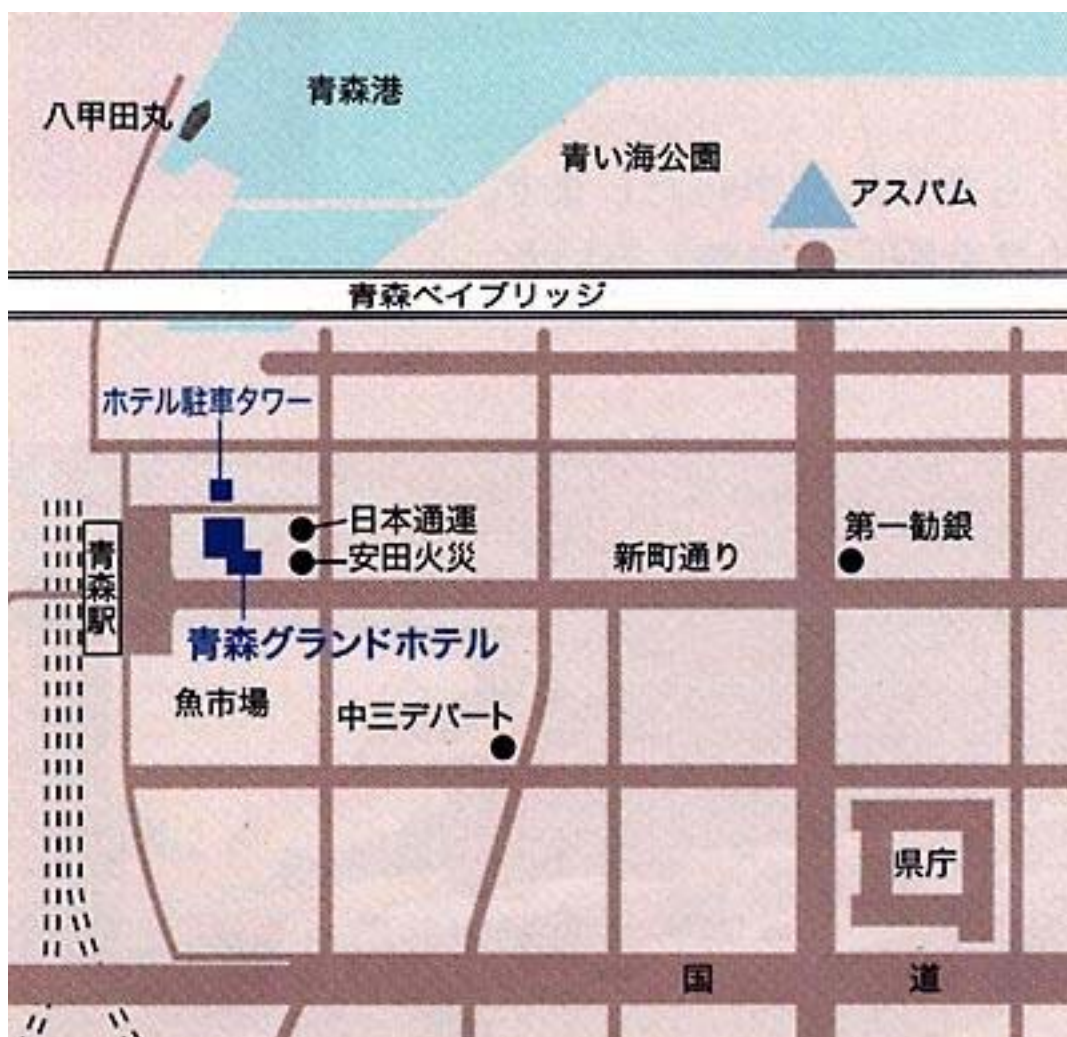 青森港
八甲田丸
青い海公園
アスパム
青森ベイブリッジ
ホテル駐車タワー
日本通運
第一勧銀
安田火災
新町通り
青森駅
青森グランドホテル
魚市場
中三デパート
県庁
国道